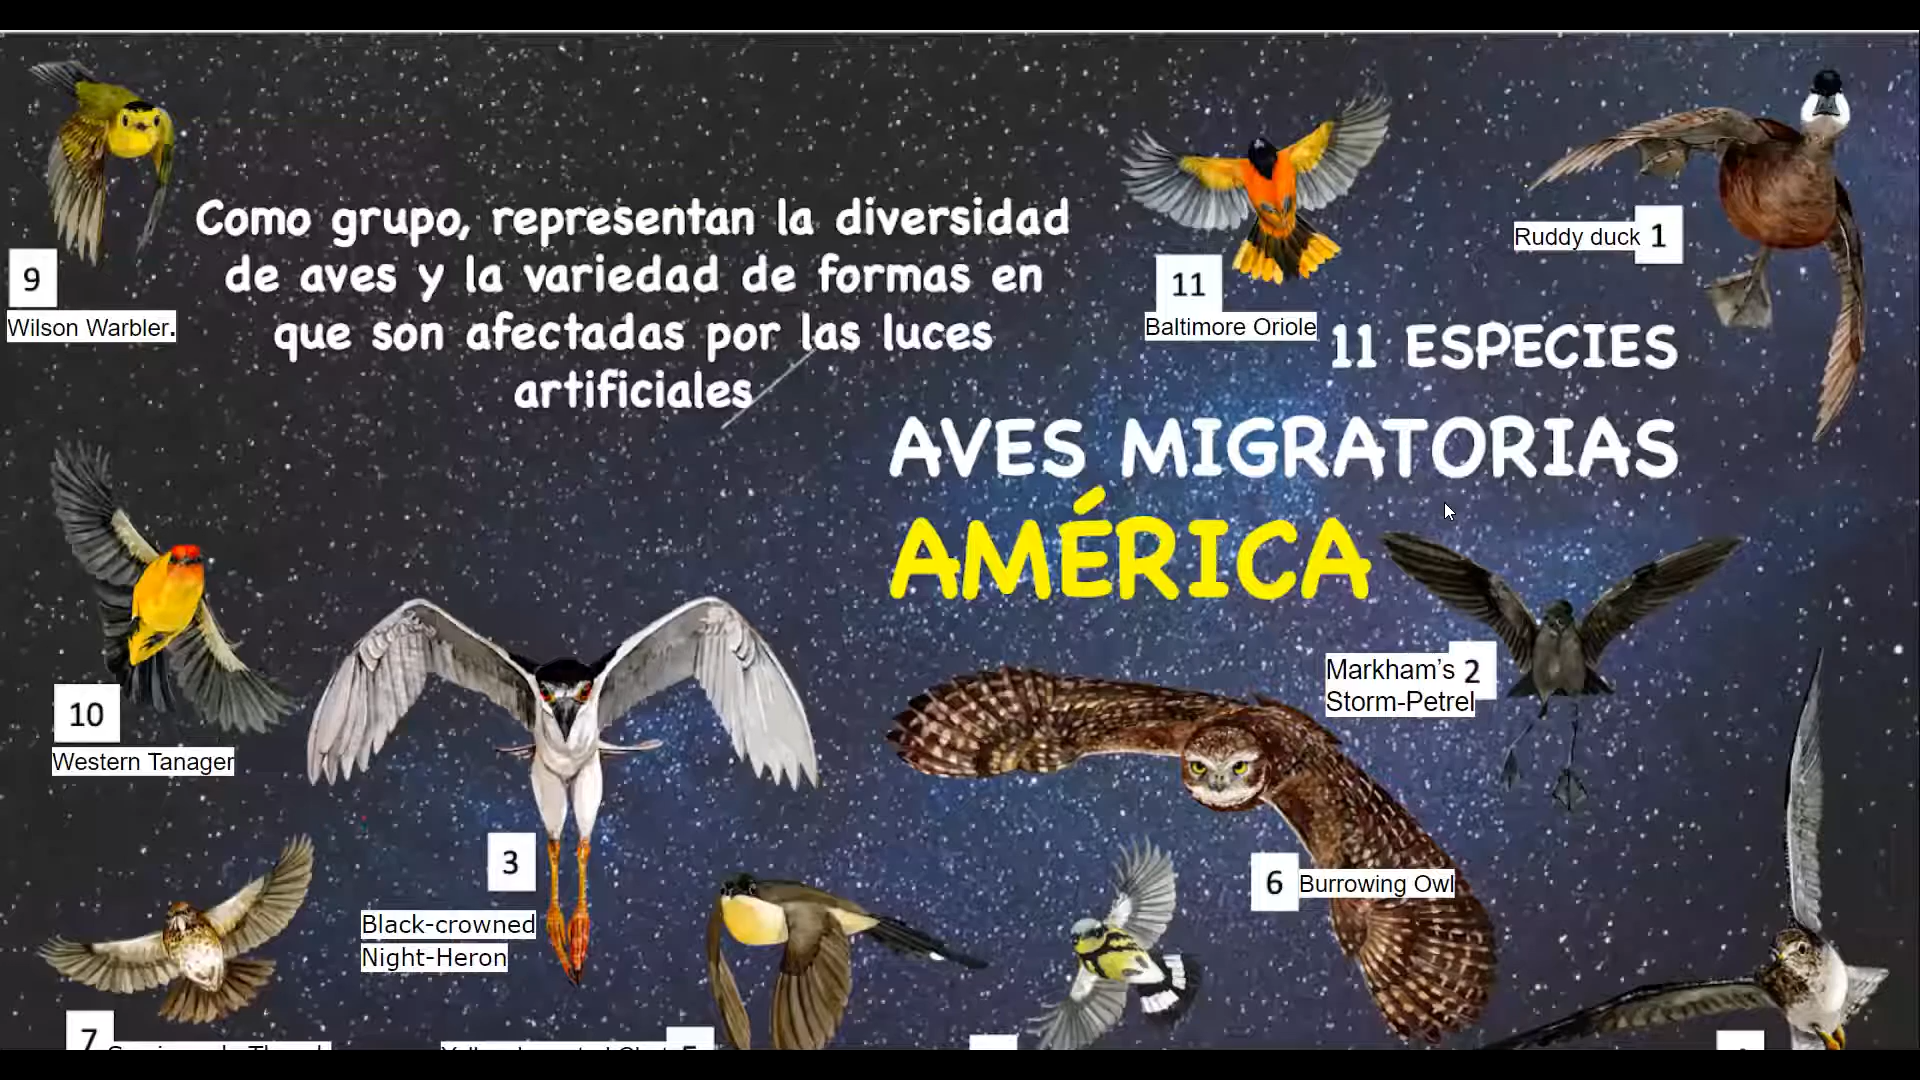 Como grupo, representan la diversidad
de aves y la variedad de formas en
que son afectadas por las luces
artificiales
9
Wilson Warbler.
11
Baltimore Oriole
Ruddy duck 1
11 ESPECIES
AVES MIGRATORIAS
AMÉRICA
10
Western Tanager
Markham's 2
Storm-Petrel
3
Black-crowned
Night-Heron
6 Burrowing Owl
7